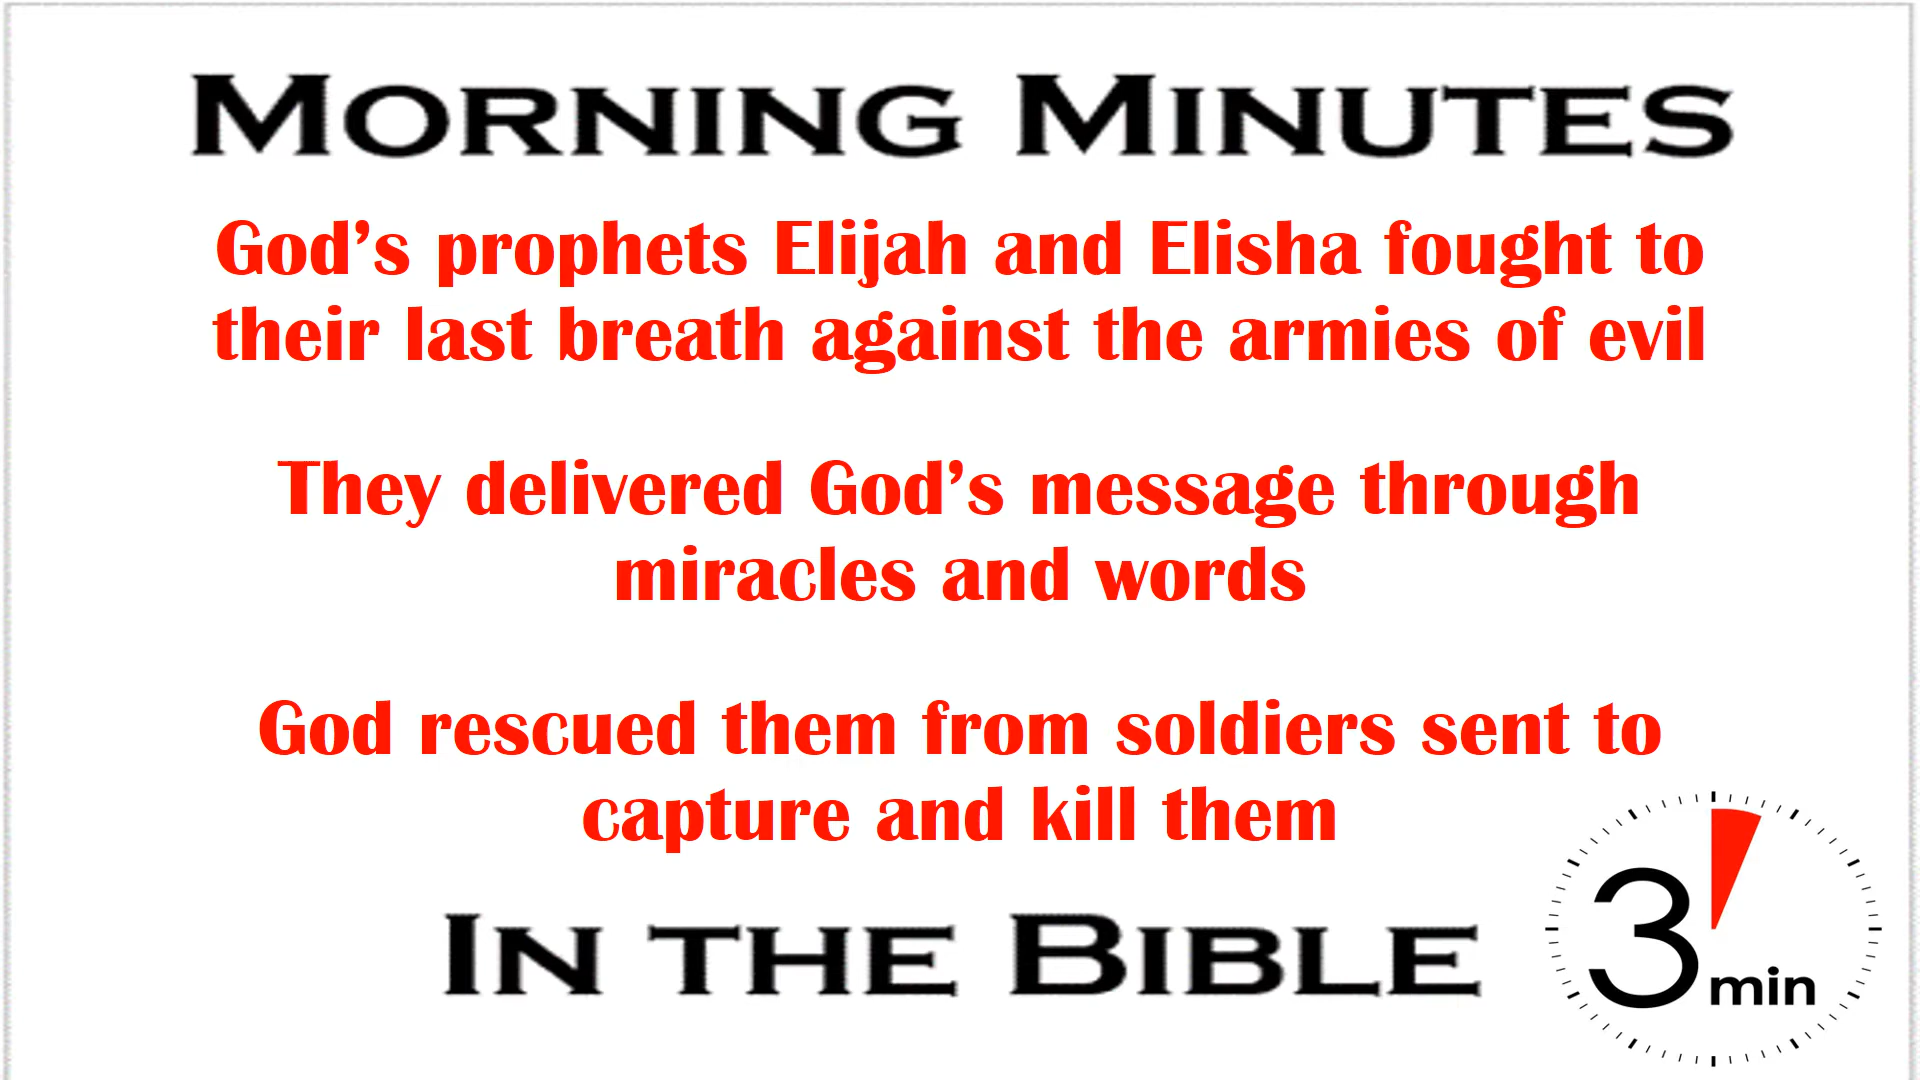 MORNING MINUTES
God’s prophets Elijah and Elisha fought to
their last breath against the armies of evil
They delivered God’s message through
miracles and words
God rescued them from soldiers sent to
capture and kill them
IN THE BIBLE
3 min